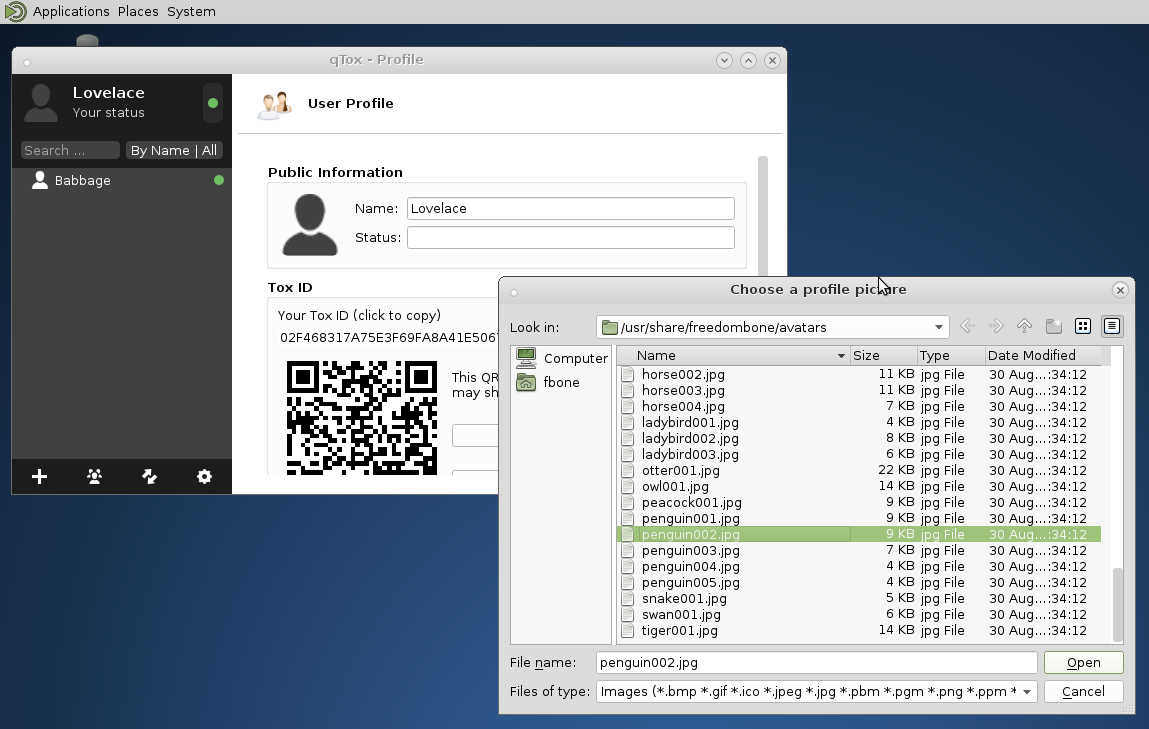 Applications Places System
qTox - Profile
Lovelace
Your status
Search ...
By Name | All
Babbage
User Profile
Public Information
Name: Lovelace
Status:
Tox ID
Your Tox ID (click to copy)
02F468317A75E3F69FA8A41E506
This QR
may sh
Choose a profile picture
Look in: /usr/share/freedombone/avatars
Computer
fbone
Name Size Type Date Modified
horse002.jpg 11 KB jpg File 30 Aug...:34:12
horse003.jpg 11 KB jpg File 30 Aug...:34:12
horse004.jpg 7 KB jpg File 30 Aug...:34:12
ladybird001.jpg 4 KB jpg File 30 Aug...:34:12
ladybird002.jpg 8 KB jpg File 30 Aug...:34:12
ladybird003.jpg 6 KB jpg File 30 Aug...:34:12
otter001.jpg 22 KB jpg File 30 Aug...:34:12
owl001.jpg 14 KB jpg File 30 Aug...:34:12
peacock001.jpg 9 KB jpg File 30 Aug...:34:12
penguin001.jpg 9 KB jpg File 30 Aug...:34:12
penguin002.jpg 9 KB jpg File 30 Aug...:34:12
penguin003.jpg 7 KB jpg File 30 Aug...:34:12
penguin004.jpg 4 KB jpg File 30 Aug...:34:12
penguin005.jpg 4 KB jpg File 30 Aug...:34:12
snake001.jpg 5 KB jpg File 30 Aug...:34:12
swan001.jpg 6 KB jpg File 30 Aug...:34:12
tiger001.jpg 14 KB jpg File 30 Aug...:34:12
File name: penguin002.jpg Open
Files of type: Images (*.bmp *.gif *.ico *.jpeg *.jpg *.pbm *.pgm *.png *.ppm * Cancel